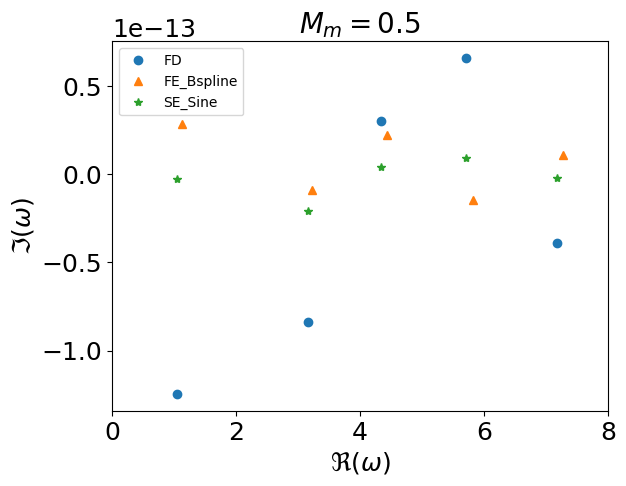 1e−13
M_m = 0.5
FD
FE_Bspline
SE_Sine
0.5
0.0
−0.5
−1.0
ℑ(ω)
0 2 4 6 8
ℜ(ω)